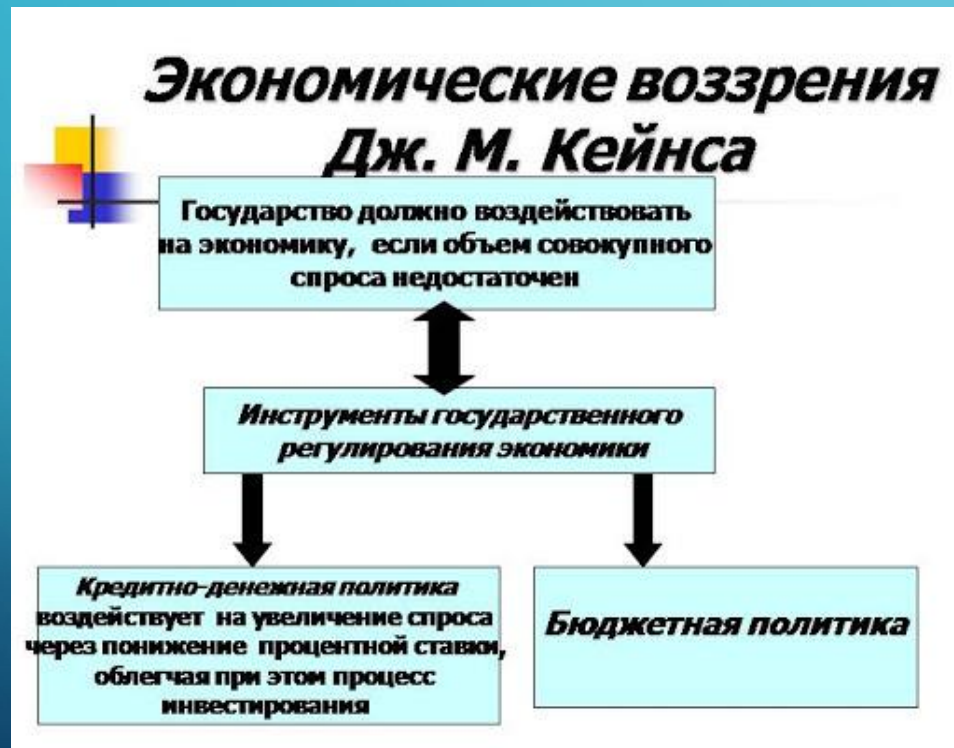 Экономические воззрения
Дж. М. Кейнса
Государство должно воздействовать
на экономику, если объем совокупного
спроса недостаточен
Инструменты государственного
регулирования экономики
Кредитно-денежная политика
воздействует на увеличение спроса
через понижение процентной ставки,
облегчая при этом процесс
инвестирования
Бюджетная политика